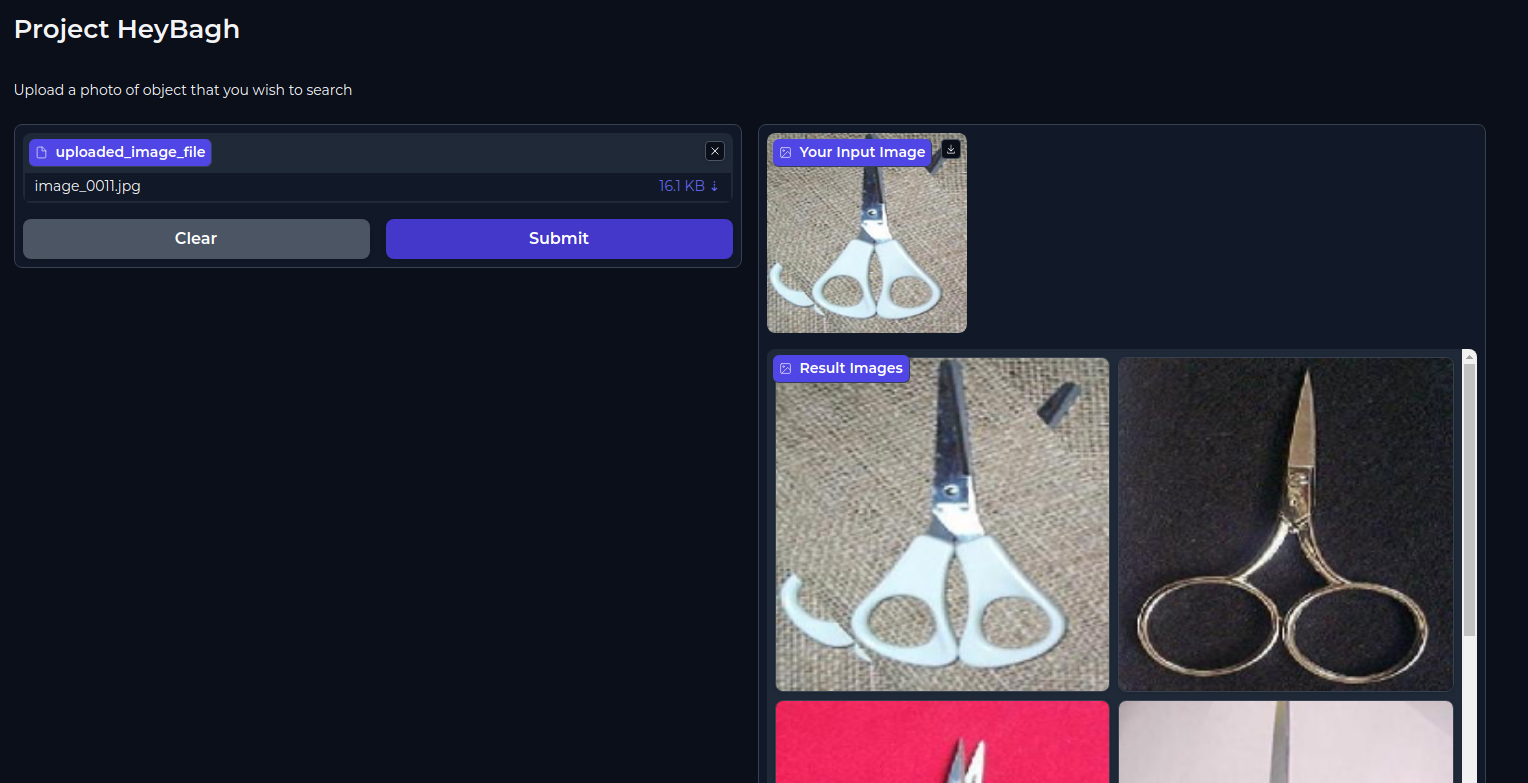 Project HeyBagh
Upload a photo of object that you wish to search
uploaded_image_file
image_0011.jpg 16.1 KB ↓
Clear Submit
Your Input Image
Result Images